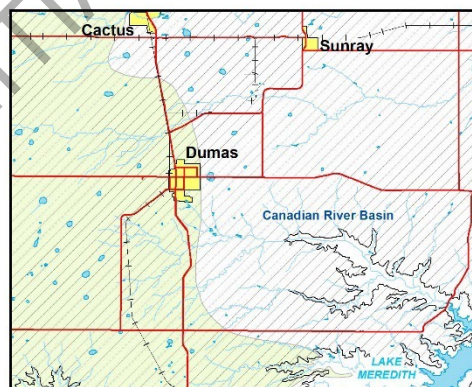 Cactus
Sunray
Dumas
Canadian River Basin
LAKE
MEREDITH